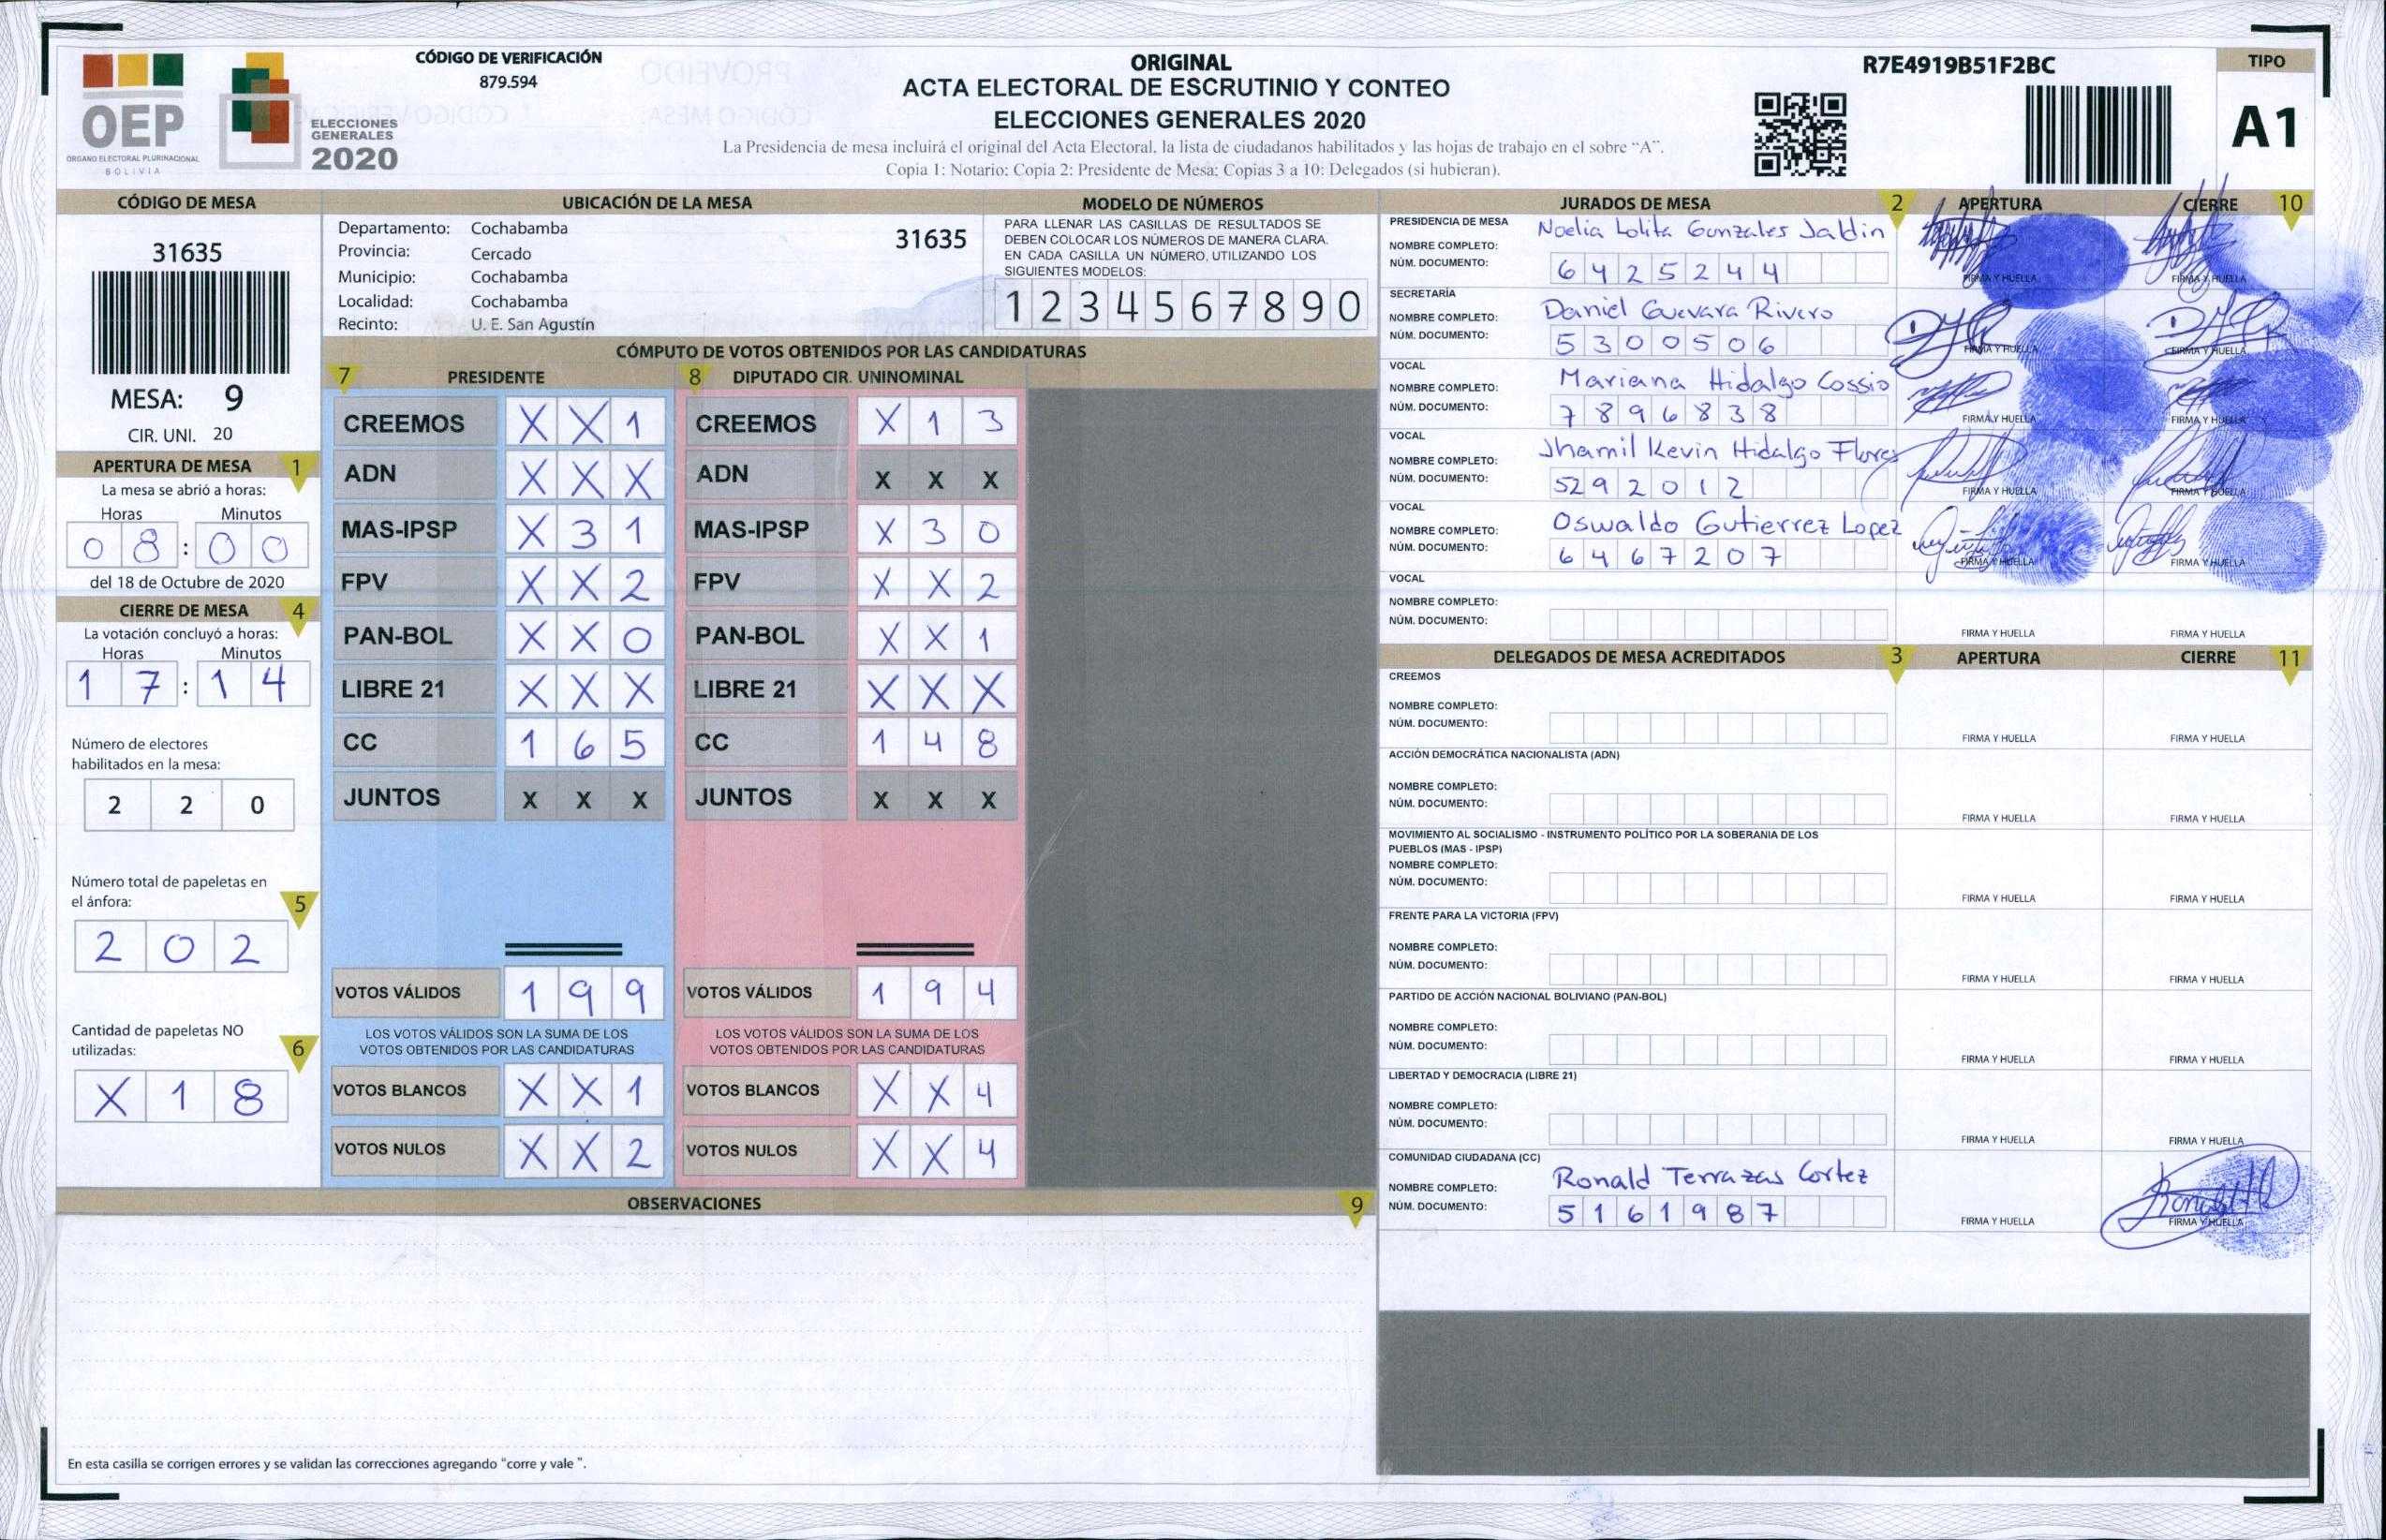 OEP
ÓRGANO ELECTORAL PLURINACIONAL
BOLIVIA
ELECCIONES
GENERALES
2020
CÓDIGO DE VERIFICACIÓN
879.594
ORIGINAL
ACTA ELECTORAL DE ESCRUTINIO Y CONTEO
ELECCIONES GENERALES 2020
La Presidencia de mesa incluirá el original del Acta Electoral, la lista de ciudadanos habilitados y las hojas de trabajo en el sobre “A”.
Copia 1: Notario: Copia 2: Presidente de Mesa: Copias 3 a 10: Delegados (si hubieran).
R7E4919B51F2BC
TIPO
A1
CÓDIGO DE MESA
31635
MESA: 9
CIR. UNI. 20
APERTURA DE MESA 1
La mesa se abrió a horas:
Horas Minutos
0 8 : 0 0
del 18 de Octubre de 2020
CIERRE DE MESA 4
La votación concluyó a horas:
Horas Minutos
1 7 : 1 4
Número de electores
habilitados en la mesa:
2 2 0
Número total de papeletas en
el ánfora: 5
2 0 2
Cantidad de papeletas NO
utilizadas: 6
X 1 8
UBICACIÓN DE LA MESA
Departamento: Cochabamba 31635
Provincia: Cercado
Municipio: Cochabamba
Localidad: Cochabamba
Recinto: U. E. San Agustín
MODELO DE NÚMEROS
PARA LLENAR LAS CASILLAS DE RESULTADOS SE
DEBEN COLOCAR LOS NÚMEROS DE MANERA CLARA.
EN CADA CASILLA UN NÚMERO, UTILIZANDO LOS
SIGUIENTES MODELOS:
1 2 3 4 5 6 7 8 9 0
CÓMPUTO DE VOTOS OBTENIDOS POR LAS CANDIDATURAS
7 PRESIDENTE 8 DIPUTADO CIR. UNINOMINAL
CREEMOS X X 1 CREEMOS X 1 3
ADN X X X ADN X X X
MAS-IPSP X 3 1 MAS-IPSP X 3 0
FPV X X 2 FPV X X 2
PAN-BOL X X 0 PAN-BOL X X 1
LIBRE 21 X X X LIBRE 21 X X X
CC 1 6 5 CC 1 4 8
JUNTOS X X X JUNTOS X X X
VOTOS VÁLIDOS 1 9 9 VOTOS VÁLIDOS 1 9 4
LOS VOTOS VÁLIDOS SON LA SUMA DE LOS LOS VOTOS VÁLIDOS SON LA SUMA DE LOS
VOTOS OBTENIDOS POR LAS CANDIDATURAS VOTOS OBTENIDOS POR LAS CANDIDATURAS
VOTOS BLANCOS X X 1 VOTOS BLANCOS X X 4
VOTOS NULOS X X 2 VOTOS NULOS X X 4
OBSERVACIONES 9
En esta casilla se corrigen errores y se validan las correcciones agregando “corre y vale ”.
JURADOS DE MESA 2 APERTURA CIERRE 10
PRESIDENCIA DE MESA
NOMBRE COMPLETO: Noelia Lolita Gonzales Jaldin
NÚM. DOCUMENTO: 6 4 2 5 2 4 4
FIRMA Y HUELLA FIRMA Y HUELLA
SECRETARÍA
NOMBRE COMPLETO: Daniel Guevara Rivero
NÚM. DOCUMENTO: 5 3 0 0 5 0 6
FIRMA Y HUELLA FIRMA Y HUELLA
VOCAL
NOMBRE COMPLETO: Mariana Hidalgo Cossio
NÚM. DOCUMENTO: 7 8 9 6 8 3 8
FIRMA Y HUELLA FIRMA Y HUELLA
VOCAL
NOMBRE COMPLETO: Jhamil Kevin Hidalgo Flores
NÚM. DOCUMENTO: 5 2 9 2 0 1 2
FIRMA Y HUELLA FIRMA Y HUELLA
VOCAL
NOMBRE COMPLETO: Oswaldo Gutierrez Lopez
NÚM. DOCUMENTO: 6 4 6 7 2 0 7
FIRMA Y HUELLA FIRMA Y HUELLA
VOCAL
NOMBRE COMPLETO:
NÚM. DOCUMENTO:
FIRMA Y HUELLA FIRMA Y HUELLA
DELEGADOS DE MESA ACREDITADOS 3 APERTURA CIERRE 11
CREEMOS
NOMBRE COMPLETO:
NÚM. DOCUMENTO:
FIRMA Y HUELLA FIRMA Y HUELLA
ACCIÓN DEMOCRÁTICA NACIONALISTA (ADN)
NOMBRE COMPLETO:
NÚM. DOCUMENTO:
FIRMA Y HUELLA FIRMA Y HUELLA
MOVIMIENTO AL SOCIALISMO - INSTRUMENTO POLÍTICO POR LA SOBERANIA DE LOS
PUEBLOS (MAS - IPSP)
NOMBRE COMPLETO:
NÚM. DOCUMENTO:
FIRMA Y HUELLA FIRMA Y HUELLA
FRENTE PARA LA VICTORIA (FPV)
NOMBRE COMPLETO:
NÚM. DOCUMENTO:
FIRMA Y HUELLA FIRMA Y HUELLA
PARTIDO DE ACCIÓN NACIONAL BOLIVIANO (PAN-BOL)
NOMBRE COMPLETO:
NÚM. DOCUMENTO:
FIRMA Y HUELLA FIRMA Y HUELLA
LIBERTAD Y DEMOCRACIA (LIBRE 21)
NOMBRE COMPLETO:
NÚM. DOCUMENTO:
FIRMA Y HUELLA FIRMA Y HUELLA
COMUNIDAD CIUDADANA (CC)
NOMBRE COMPLETO: Ronald Terrazas Cortez
NÚM. DOCUMENTO: 5 1 6 1 9 8 7
FIRMA Y HUELLA FIRMA Y HUELLA